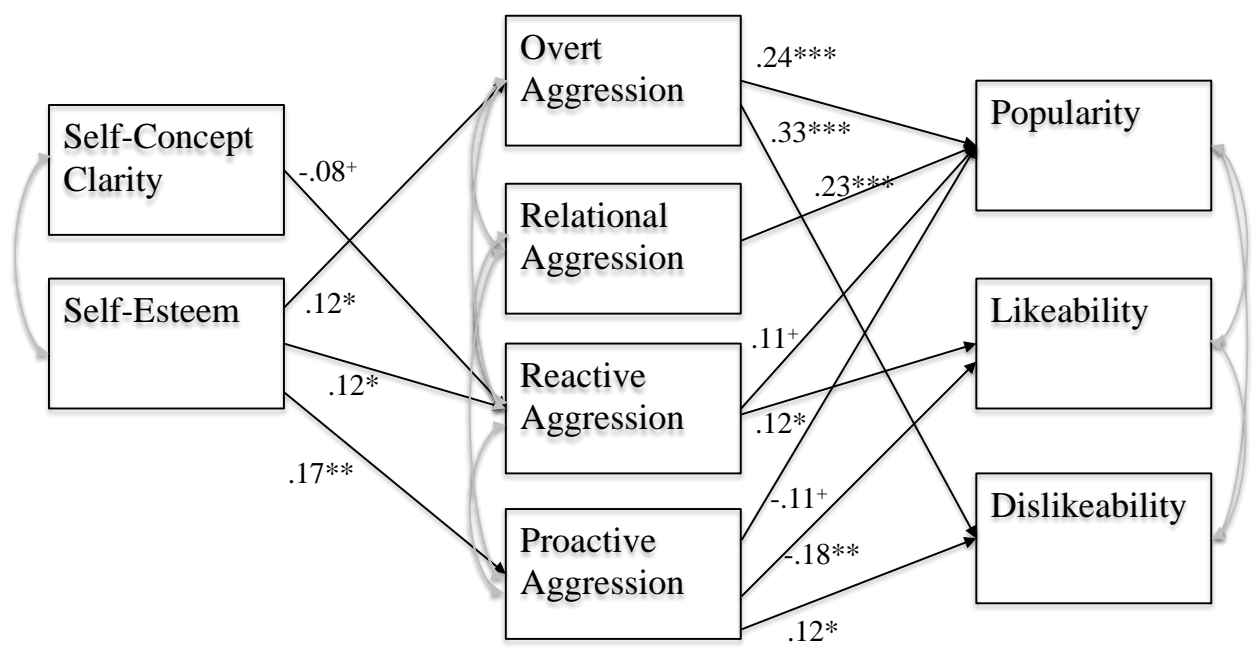 Self-Concept
Clarity
Self-Esteem
-.08⁺
.12*
.12*
.17**
Overt
Aggression
Relational
Aggression
Reactive
Aggression
Proactive
Aggression
.24***
.33***
.23***
.11⁺
.12*
-.11⁺
-.18**
.12*
Popularity
Likeability
Dislikeability